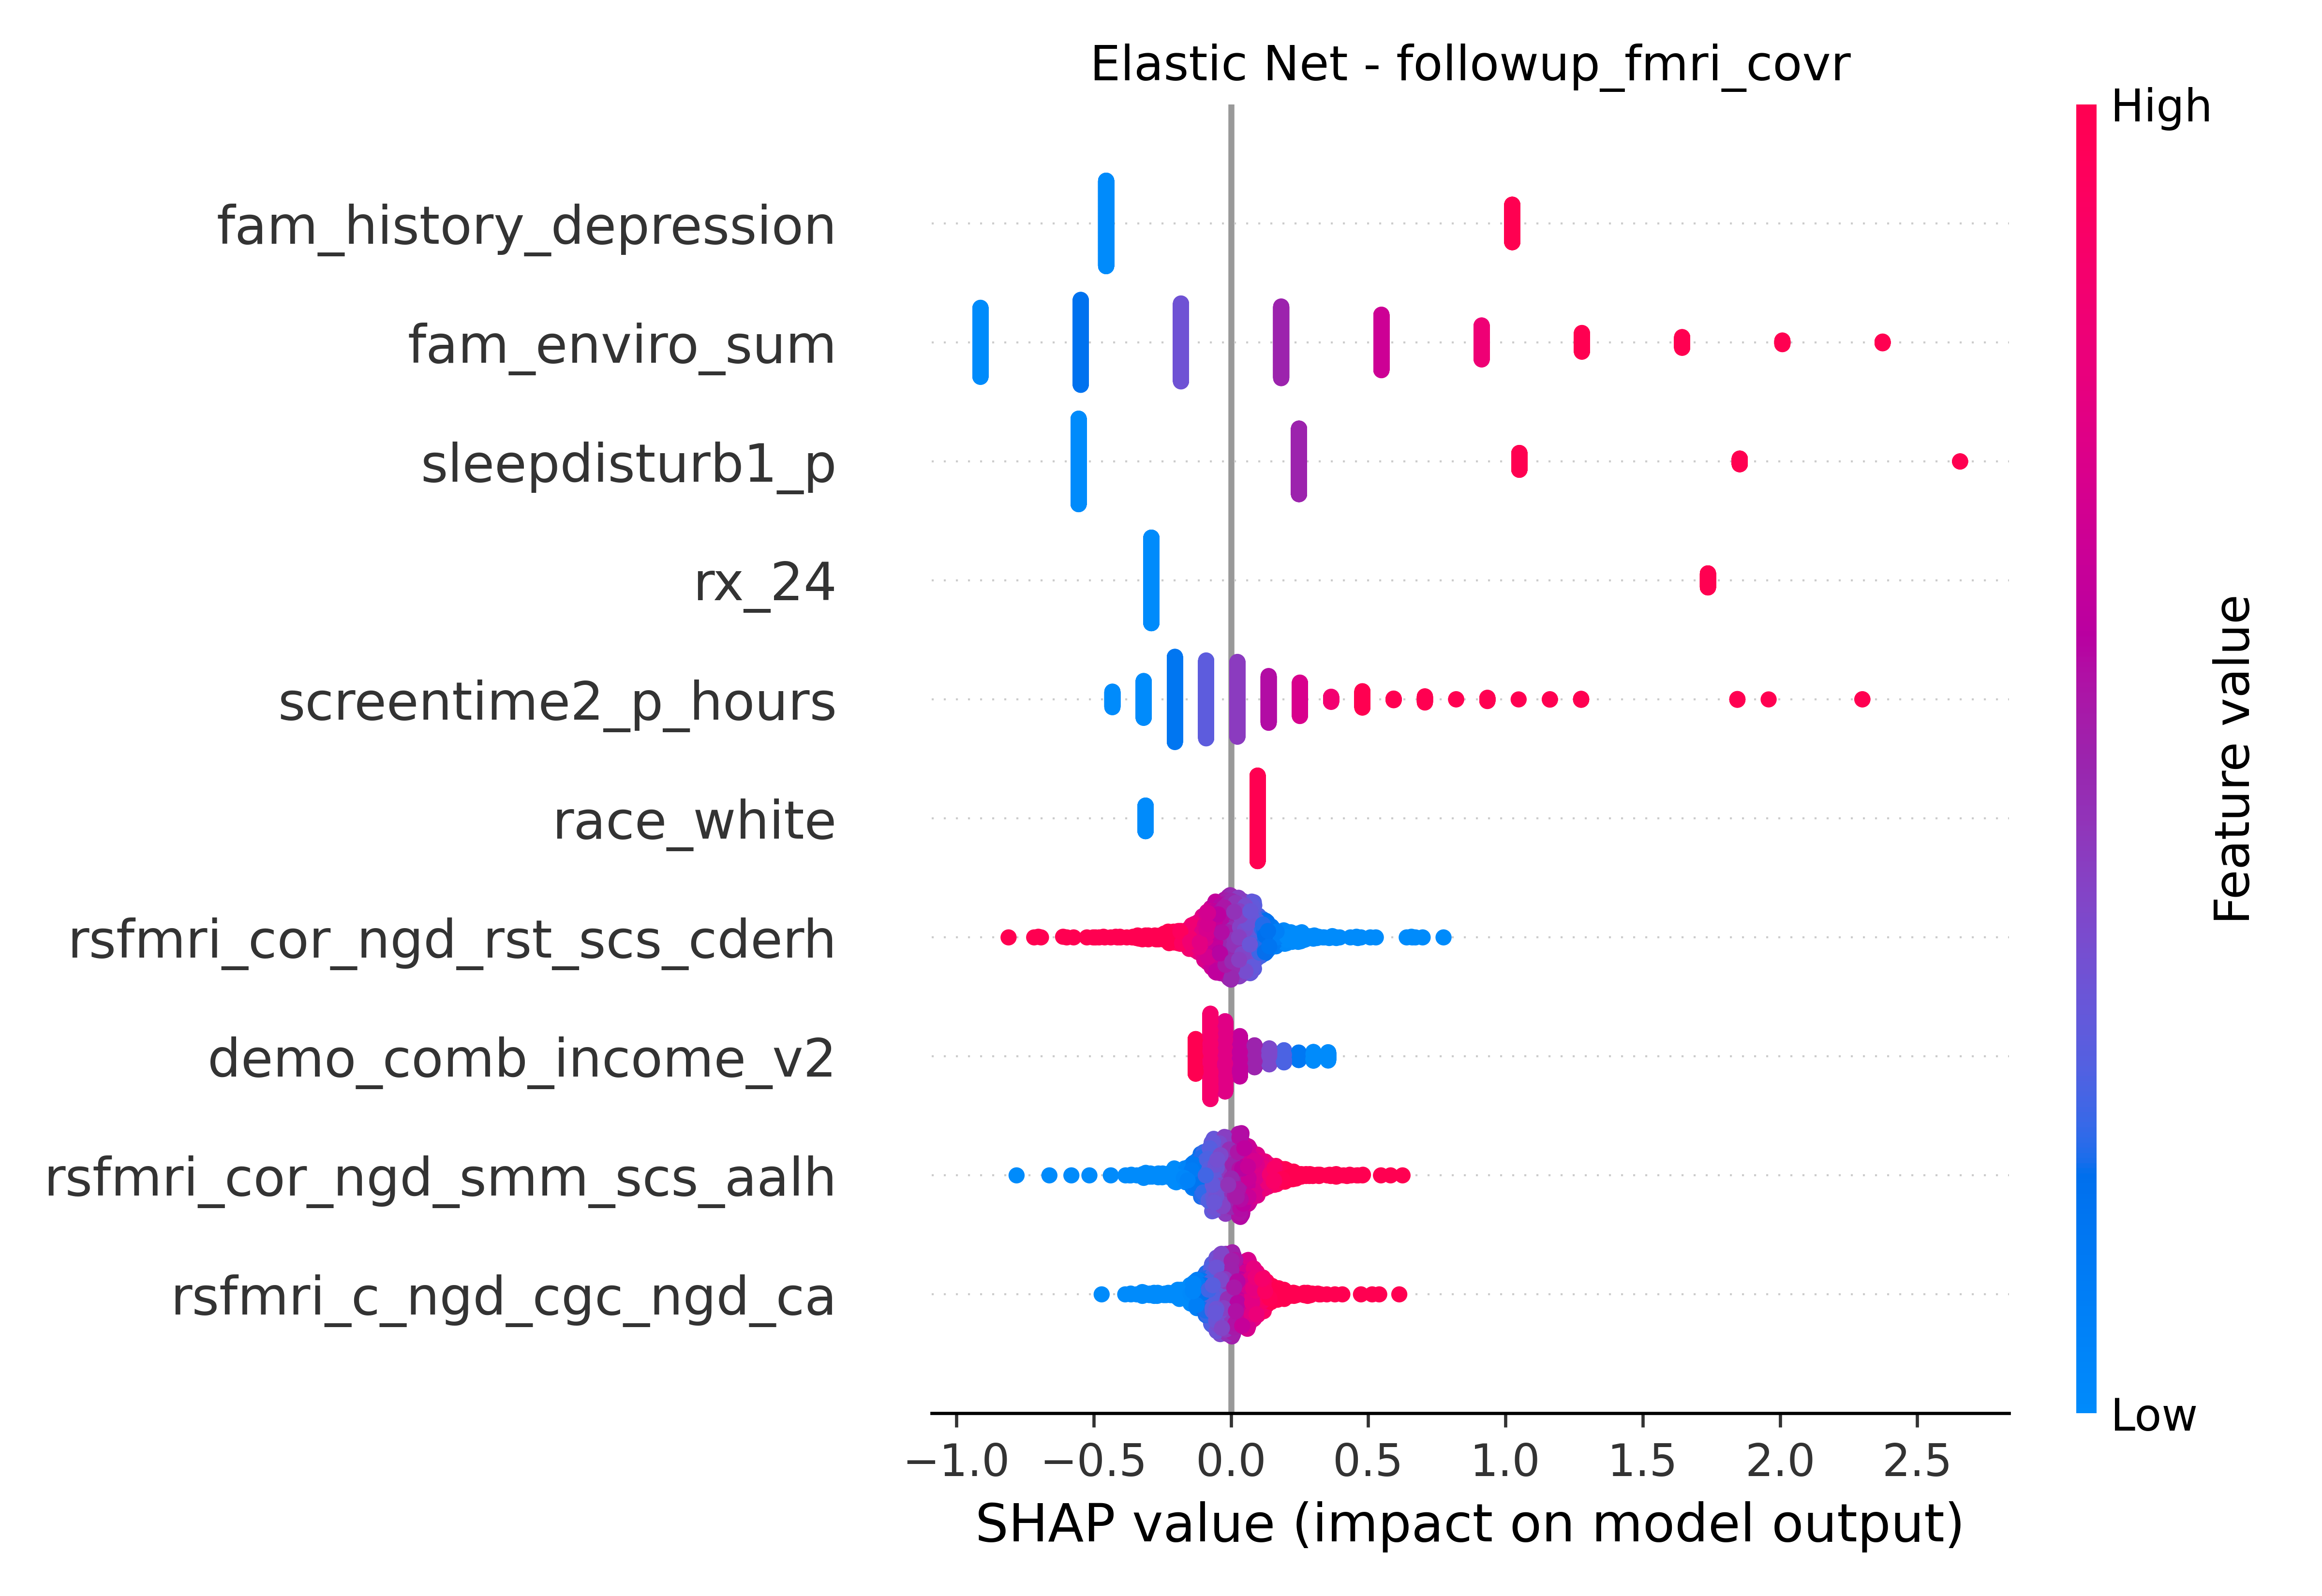 Elastic Net - followup_fmri_covr
High
fam_history_depression
fam_enviro_sum
sleepdisturb1_p
rx_24
screentime2_p_hours
race_white
rsfmri_cor_ngd_rst_scs_cderh
demo_comb_income_v2
rsfmri_cor_ngd_smm_scs_aalh
rsfmri_c_ngd_cgc_ngd_ca
Feature value
Low
−1.0 −0.5 0.0 0.5 1.0 1.5 2.0 2.5
SHAP value (impact on model output)